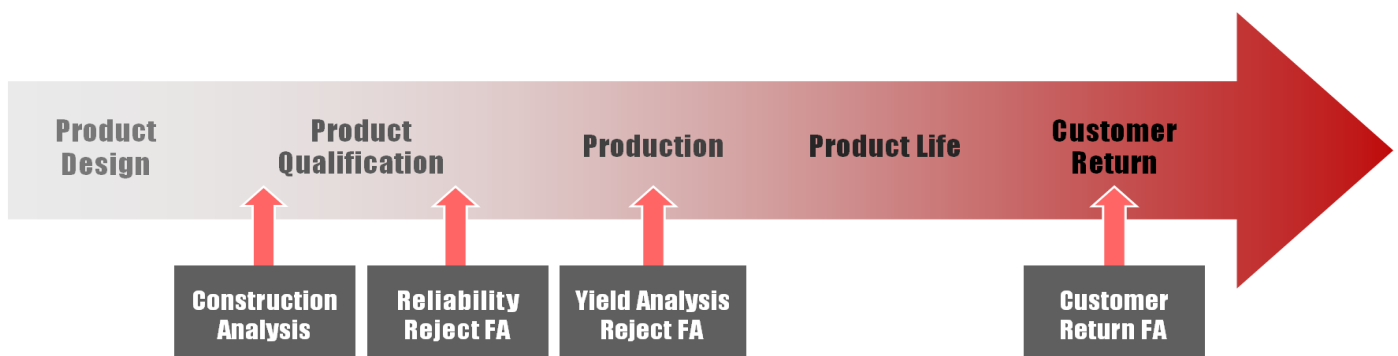 Product
Design
Product
Qualification
Production
Product Life
Customer
Return
Construction
Analysis
Reliability
Reject FA
Yield Analysis
Reject FA
Customer
Return FA